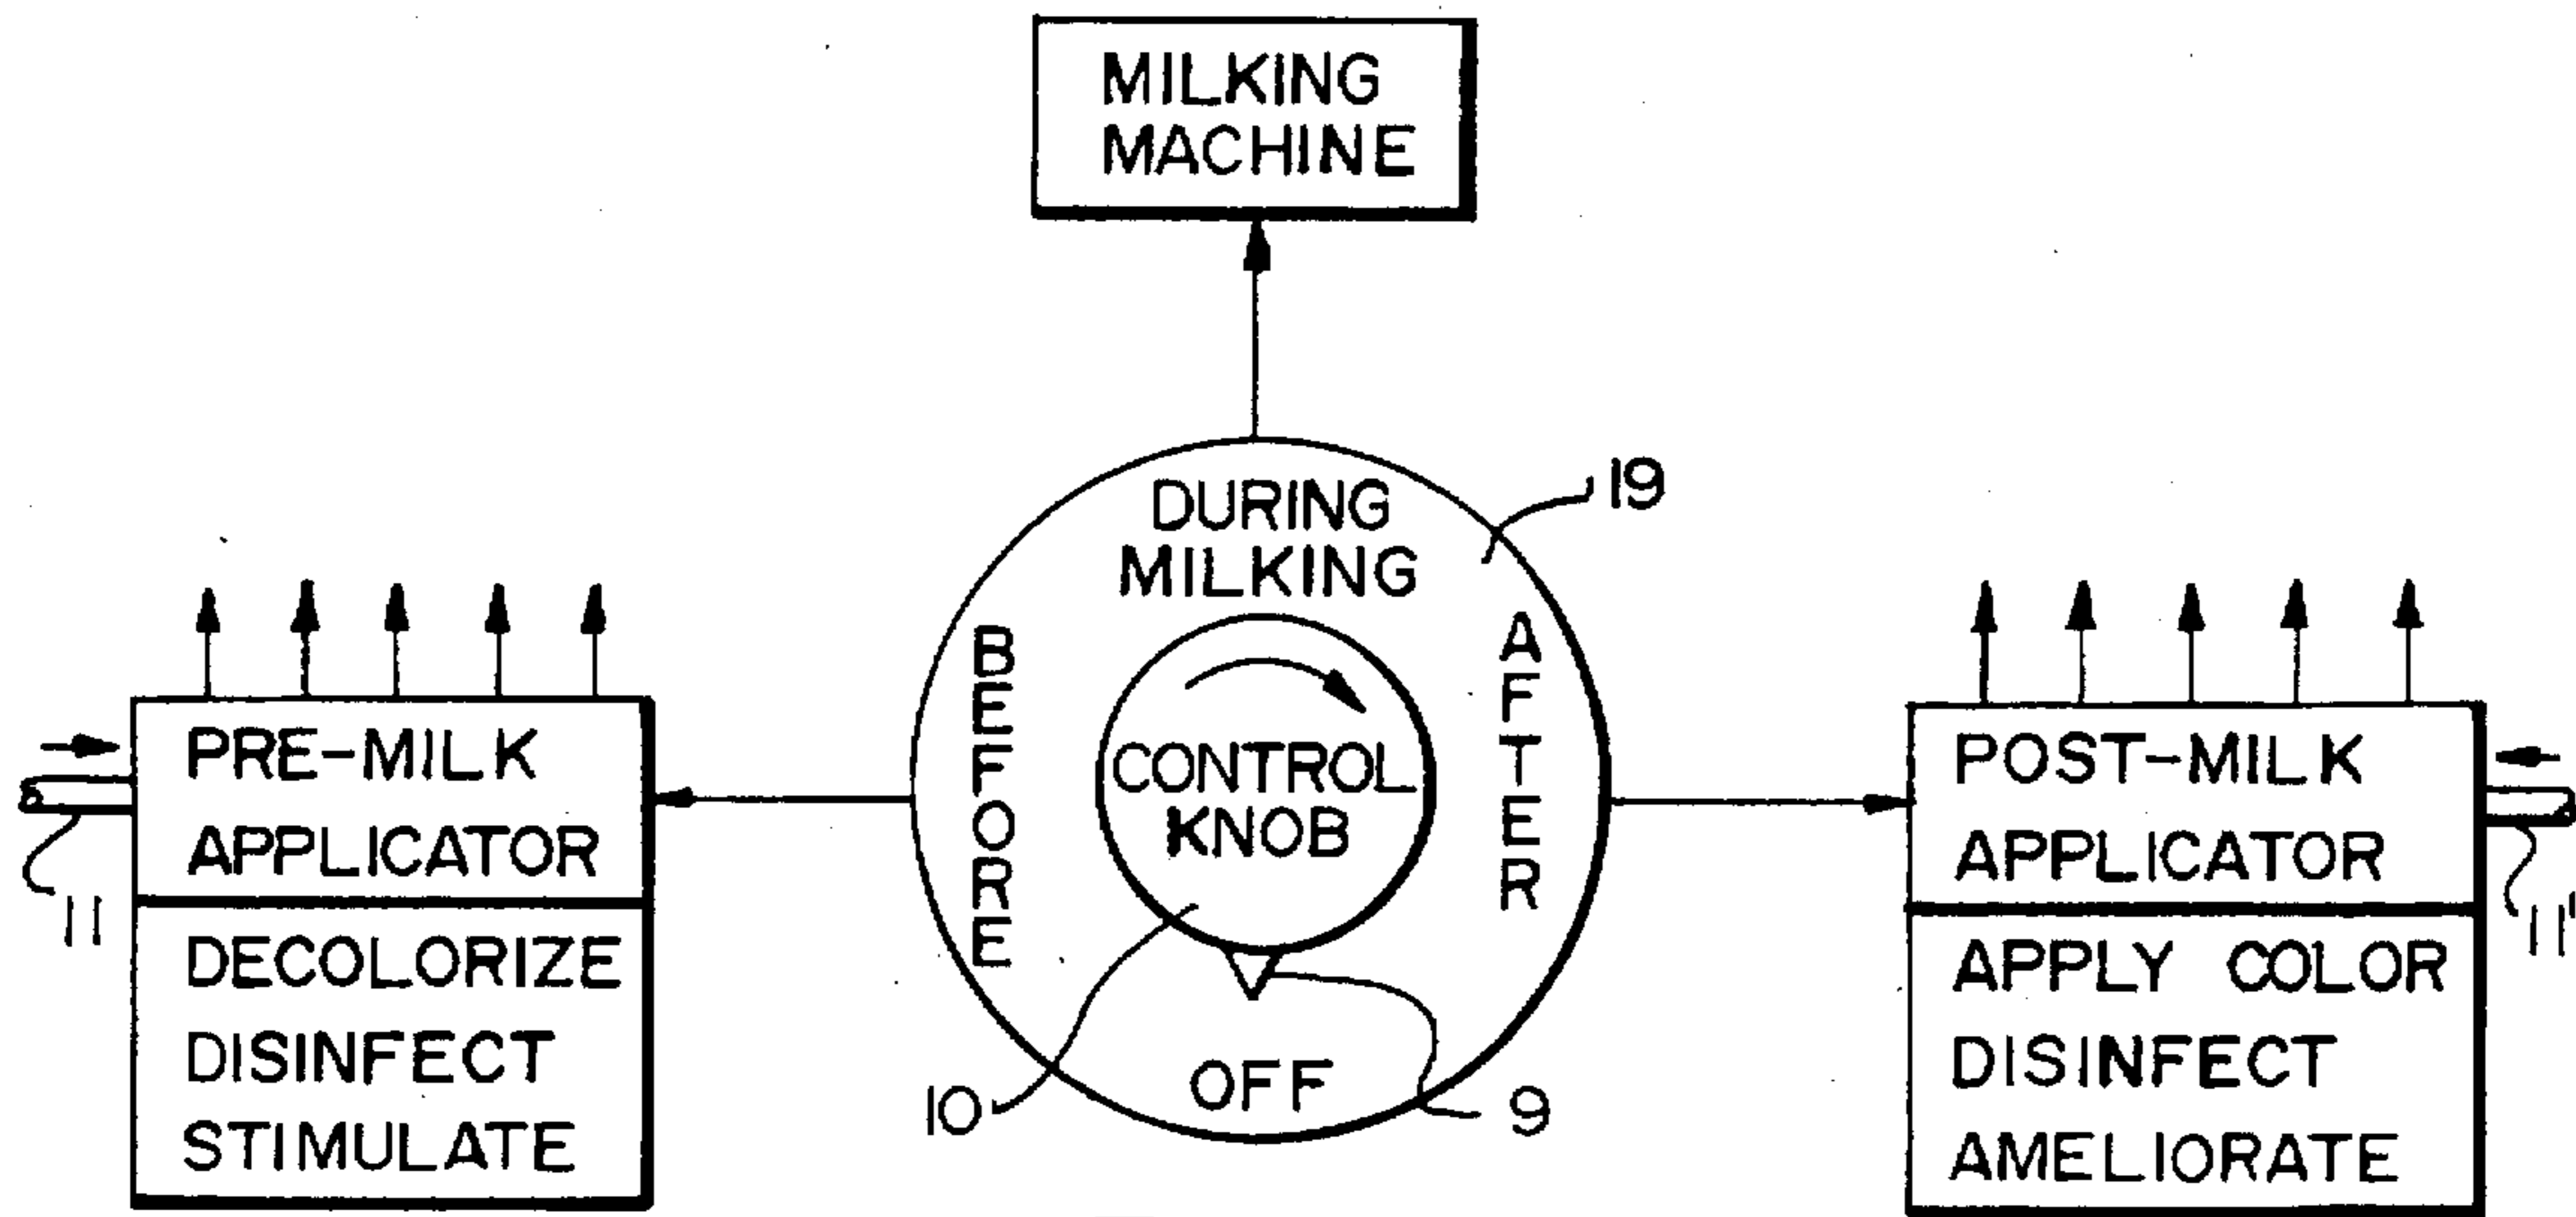 MILKING
MACHINE
DURING
MILKING
19
BEFORE
AFTER
CONTROL
KNOB
OFF
10
9
PRE-MILK
APPLICATOR
11
DECOLORIZE
DISINFECT
STIMULATE
POST-MILK
APPLICATOR
11'
APPLY COLOR
DISINFECT
AMELIORATE